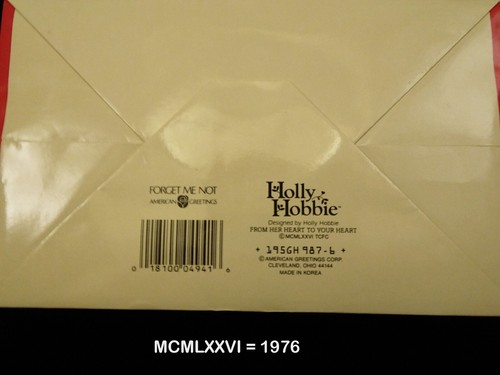 FORGET ME NOT
AMERICAN GREETINGS
0 18100 04941 6
Holly
Hobbie™
Designed by Holly Hobbie
FROM HER HEART TO YOUR HEART
© MCMLXXVI TCFC
+ 195GH 987-6 +
© AMERICAN GREETINGS CORP.
CLEVELAND, OHIO 44144
MADE IN KOREA
MCMLXXVI = 1976